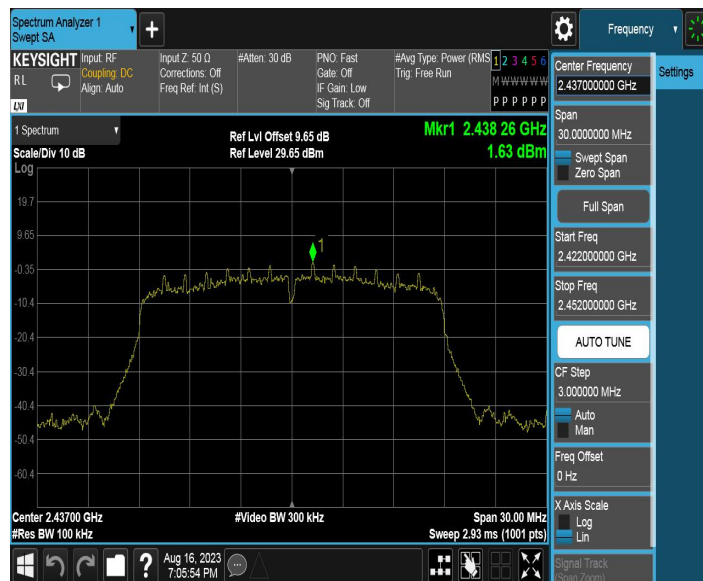 Spectrum Analyzer 1
Swept SA
+
Frequency
KEYSIGHT
RL
LXI
Input: RF
Coupling: DC
Align: Auto
Input Z: 50 Ω
Corrections: Off
Freq Ref: Int (S)
#Atten: 30 dB
PNO: Fast
Gate: Off
IF Gain: Low
Sig Track: Off
#Avg Type: Power (RMS
Trig: Free Run
1 2 3 4 5 6
M W W W W W
P P P P P P
1 Spectrum
Scale/Div 10 dB
Log
Ref Lvl Offset 9.65 dB
Ref Level 29.65 dBm
Mkr1 2.438 26 GHz
1.63 dBm
19.7
9.65
-0.35
-10.4
-20.4
-30.4
-40.4
-50.4
-60.4
1
Center 2.43700 GHz
#Res BW 100 kHz
#Video BW 300 kHz
Span 30.00 MHz
Sweep 2.93 ms (1001 pts)
Center Frequency
2.437000000 GHz
Settings
Span
30.0000000 MHz
Swept Span
Zero Span
Full Span
Start Freq
2.422000000 GHz
Stop Freq
2.452000000 GHz
AUTO TUNE
CF Step
3.000000 MHz
Auto
Man
Freq Offset
0 Hz
X Axis Scale
Log
Lin
Signal Track
(Span Zoom)
?
Aug 16, 2023
7:05:54 PM